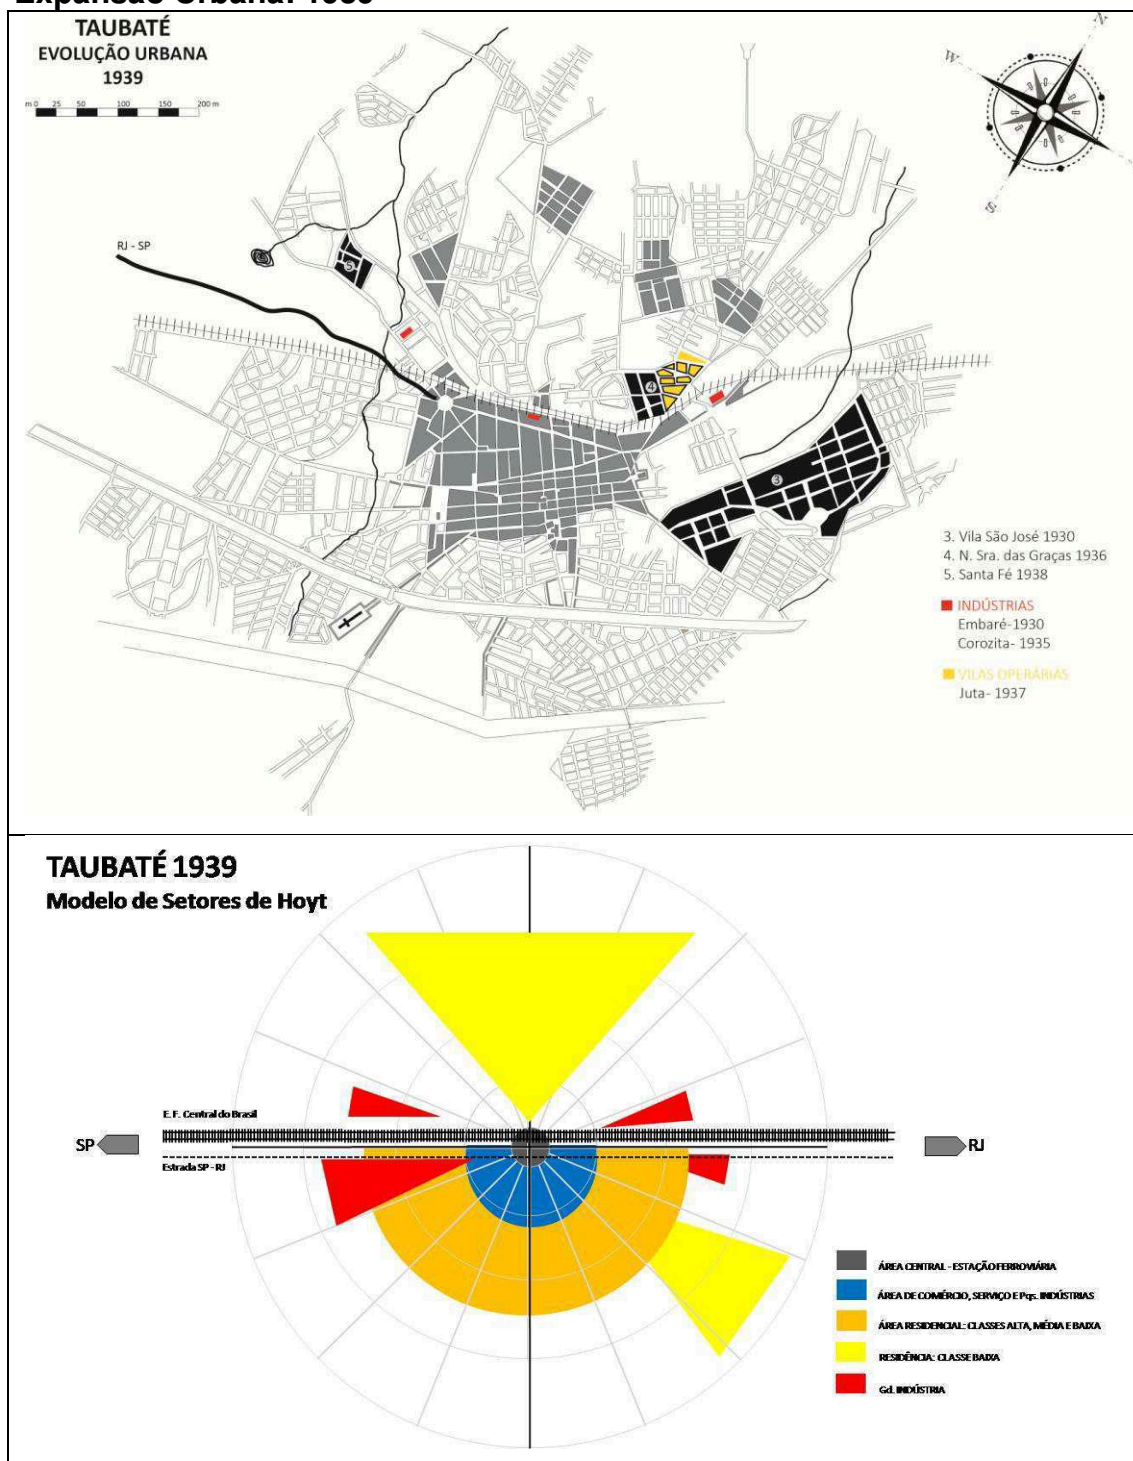 Expansão Urbana: 1939
TAUBATÉ
EVOLUÇÃO URBANA
1939
m 0 25 50 100 150 200 m
N
W
S
RJ - SP
5
4
3
3. Vila São José 1930
4. N. Sra. das Graças 1936
5. Santa Fé 1938
INDÚSTRIAS
Embaré-1930
Corozita- 1935
VILAS OPERÁRIAS
Juta- 1937
TAUBATÉ 1939
Modelo de Setores de Hoyt
E. F. Central do Brasil
SP
RJ
Estrada SP - RJ
ÁREA CENTRAL - ESTAÇÃO FERROVIÁRIA
ÁREA DE COMÉRCIO, SERVIÇO E Pqs. INDÚSTRIAS
ÁREA RESIDENCIAL: CLASSES ALTA, MÉDIA E BAIXA
RESIDÊNCIA: CLASSE BAIXA
Gd. INDÚSTRIA